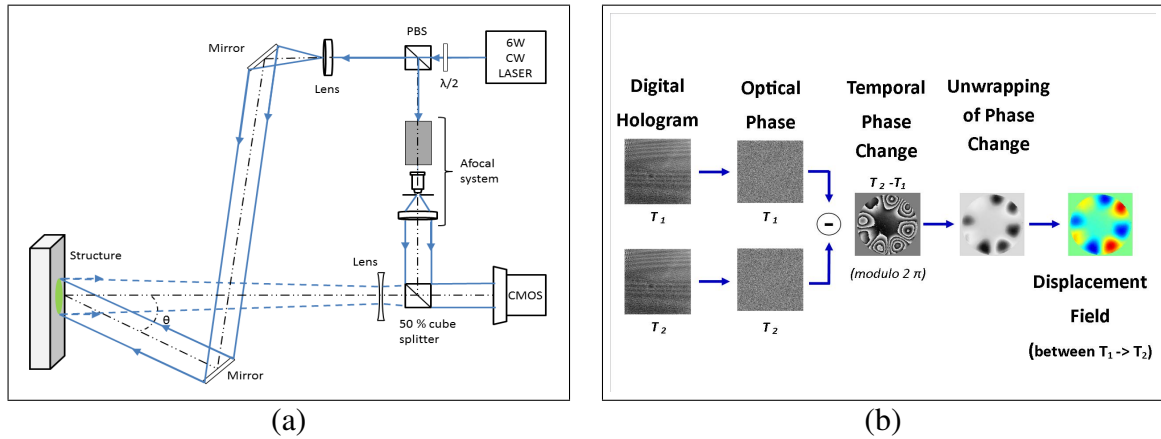 PBS
6W
CW
LASER
Mirror
λ/2
Lens
Afocal
system
Structure
Lens
CMOS
θ
50 % cube
splitter
Mirror
(a)
Digital
Hologram
Optical
Phase
Temporal
Phase
Change
Unwrapping
of Phase
Change
T2 -T1
T1
T1
-
(modulo 2 π)
T2
T2
Displacement
Field
(between T1 -> T2)
(b)